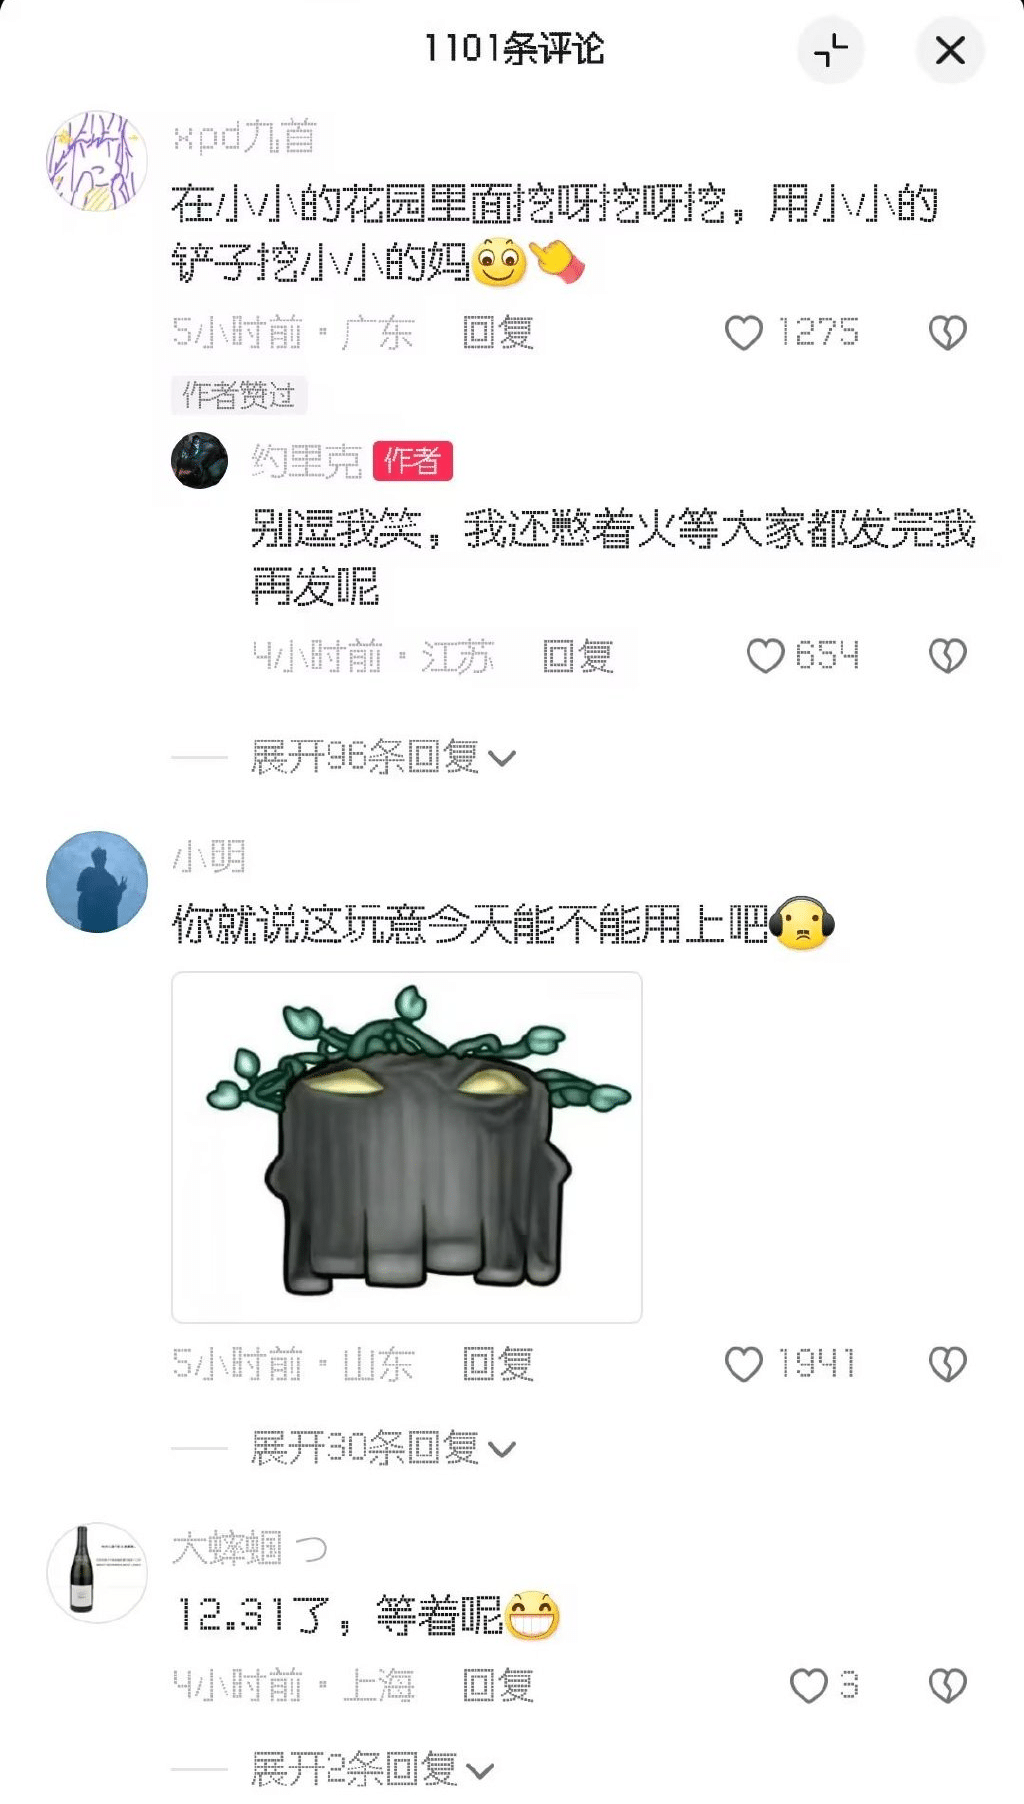 1101条评论
xpd九首
在小小的花园里面挖呀挖呀挖，用小小的
铲子挖小小的妈
5小时前·广东 回复 1275
作者赞过
约里克 作者
别逗我笑，我还憋着火等大家都发完我
再发呢
4小时前·江苏 回复 654
展开96条回复
小明
你就说这玩意今天能不能用上吧
5小时前·山东 回复 1941
展开30条回复
大蟀蝈 つ
12.31了，等着呢
4小时前·上海 回复 3
展开2条回复